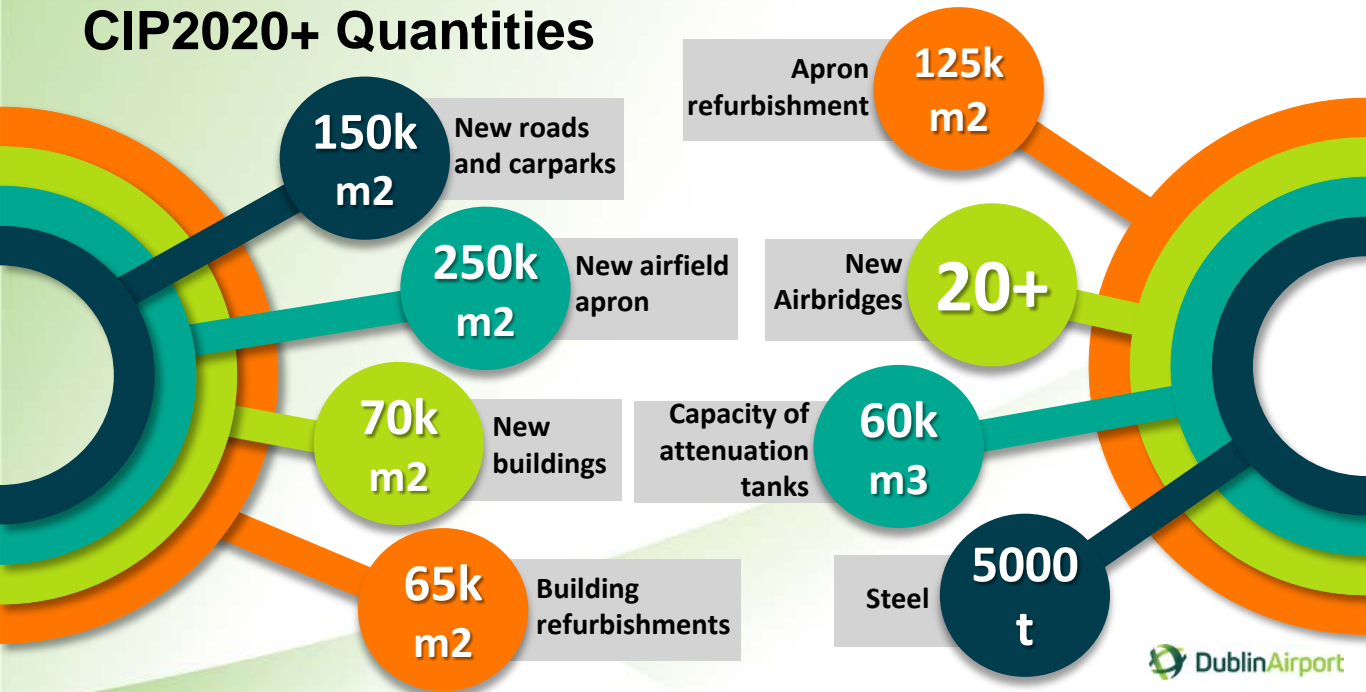 CIP2020+ Quantities
150k
m2
New roads
and carparks
250k
m2
New airfield
apron
70k
m2
New
buildings
65k
m2
Building
refurbishments
Apron
refurbishment
125k
m2
New
Airbridges
20+
Capacity of
attenuation
tanks
60k
m3
Steel
5000
t
DublinAirport